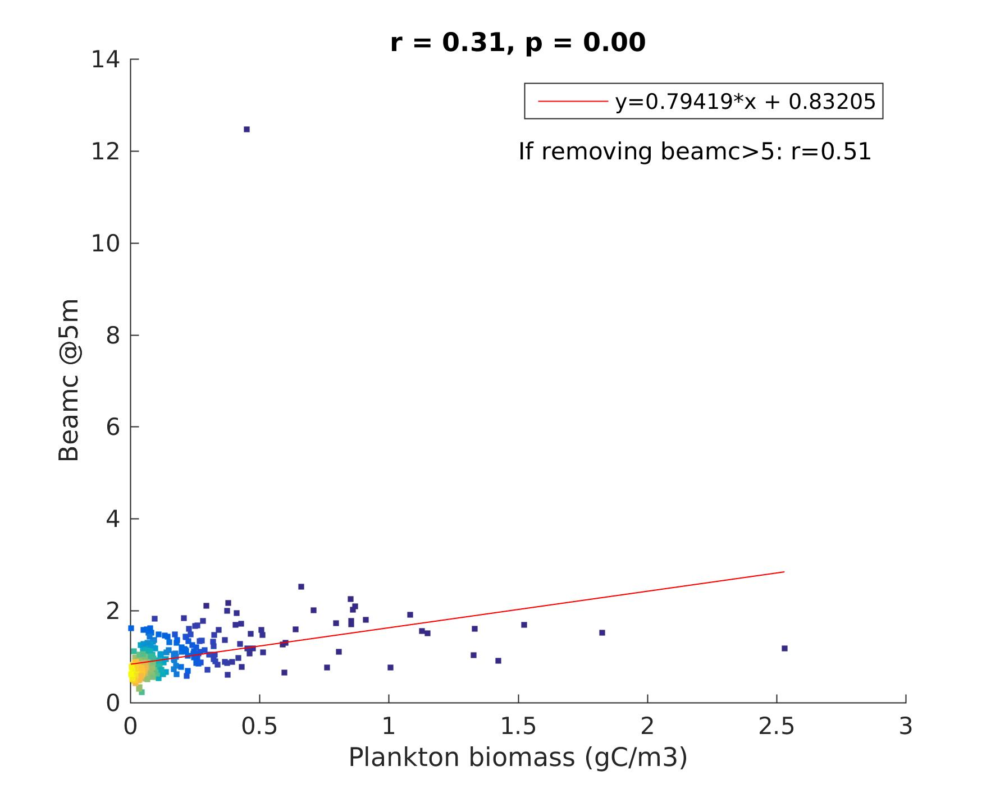 r = 0.31, p = 0.00
14
y=0.79419*x + 0.83205
12
If removing beamc>5: r=0.51
10
8
6
4
2
0
Beamc @5m
0 0.5 1 1.5 2 2.5 3
Plankton biomass (gC/m3)